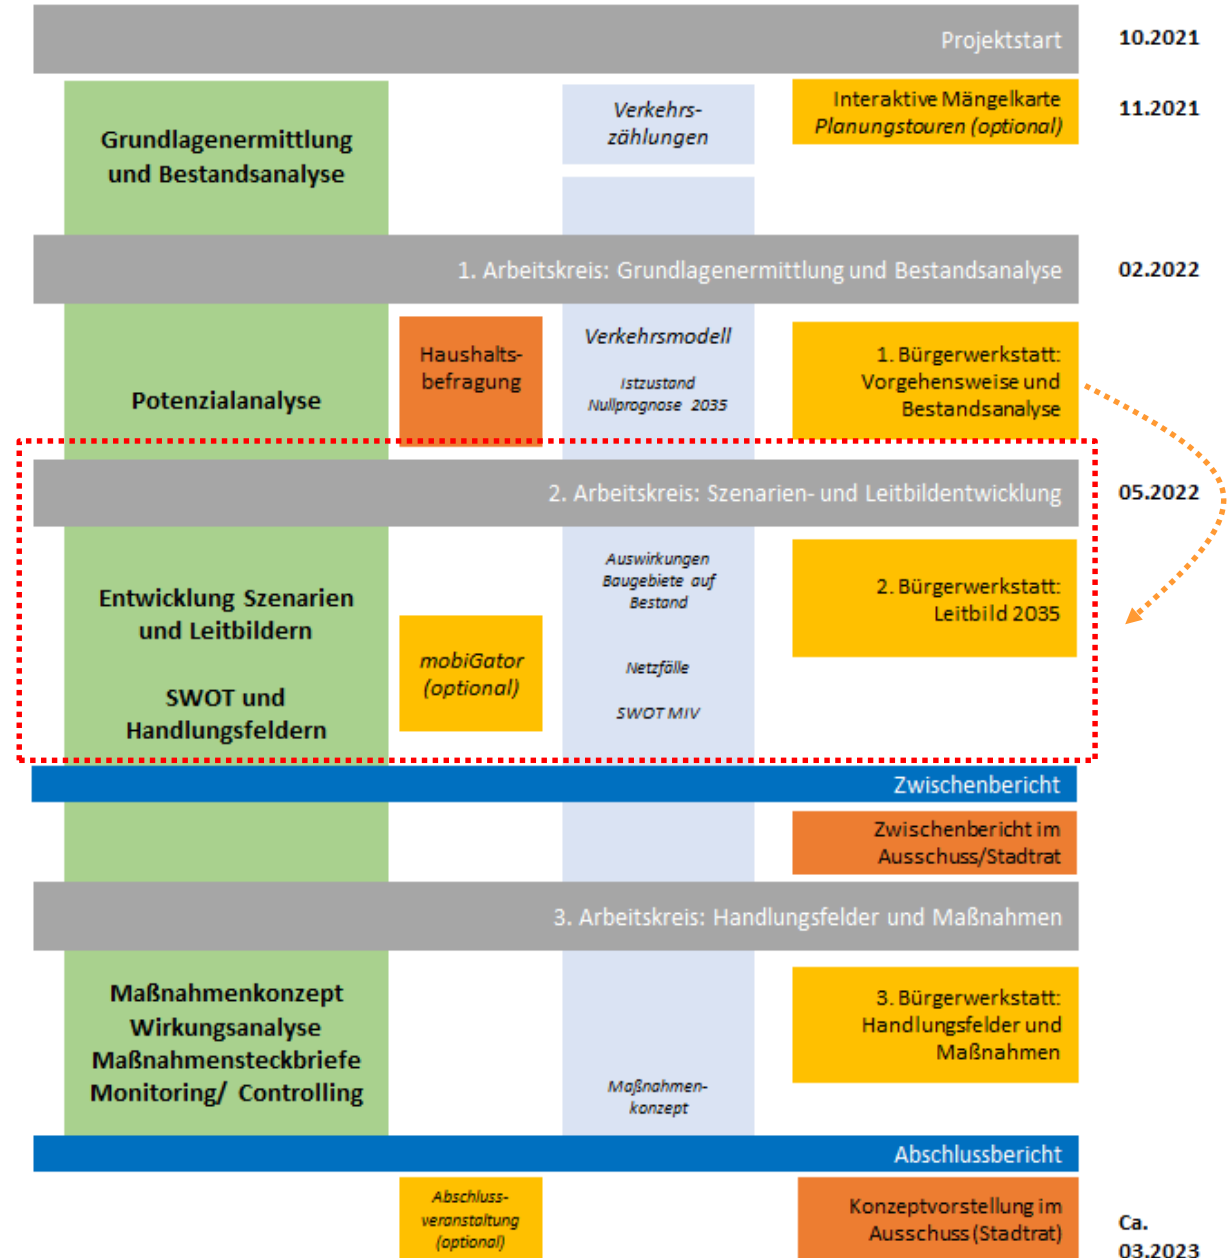 Projektstart
10.2021
Grundlagenermittlung
und Bestandsanalyse
Verkehrs-
zählungen
Interaktive Mängelkarte
Planungstouren (optional)
11.2021
1. Arbeitskreis: Grundlagenermittlung und Bestandsanalyse
02.2022
Potenzialanalyse
Haushalts-
befragung
Verkehrsmodell
Istzustand
Nullprognose 2035
1. Bürgerwerkstatt:
Vorgehensweise und
Bestandsanalyse
2. Arbeitskreis: Szenarien- und Leitbildentwicklung
05.2022
Entwicklung Szenarien
und Leitbildern
SWOT und
Handlungsfeldern
mobiGator
(optional)
Auswirkungen
Baugebiete auf
Bestand
Netzfälle
SWOT MIV
2. Bürgerwerkstatt:
Leitbild 2035
Zwischenbericht
Zwischenbericht im
Ausschuss/Stadtrat
3. Arbeitskreis: Handlungsfelder und Maßnahmen
Maßnahmenkonzept
Wirkungsanalyse
Maßnahmensteckbriefe
Monitoring/ Controlling
Maßnahmen-
konzept
3. Bürgerwerkstatt:
Handlungsfelder und
Maßnahmen
Abschlussbericht
Abschluss-
veranstaltung
(optional)
Konzeptvorstellung im
Ausschuss (Stadtrat)
Ca.
03.2023